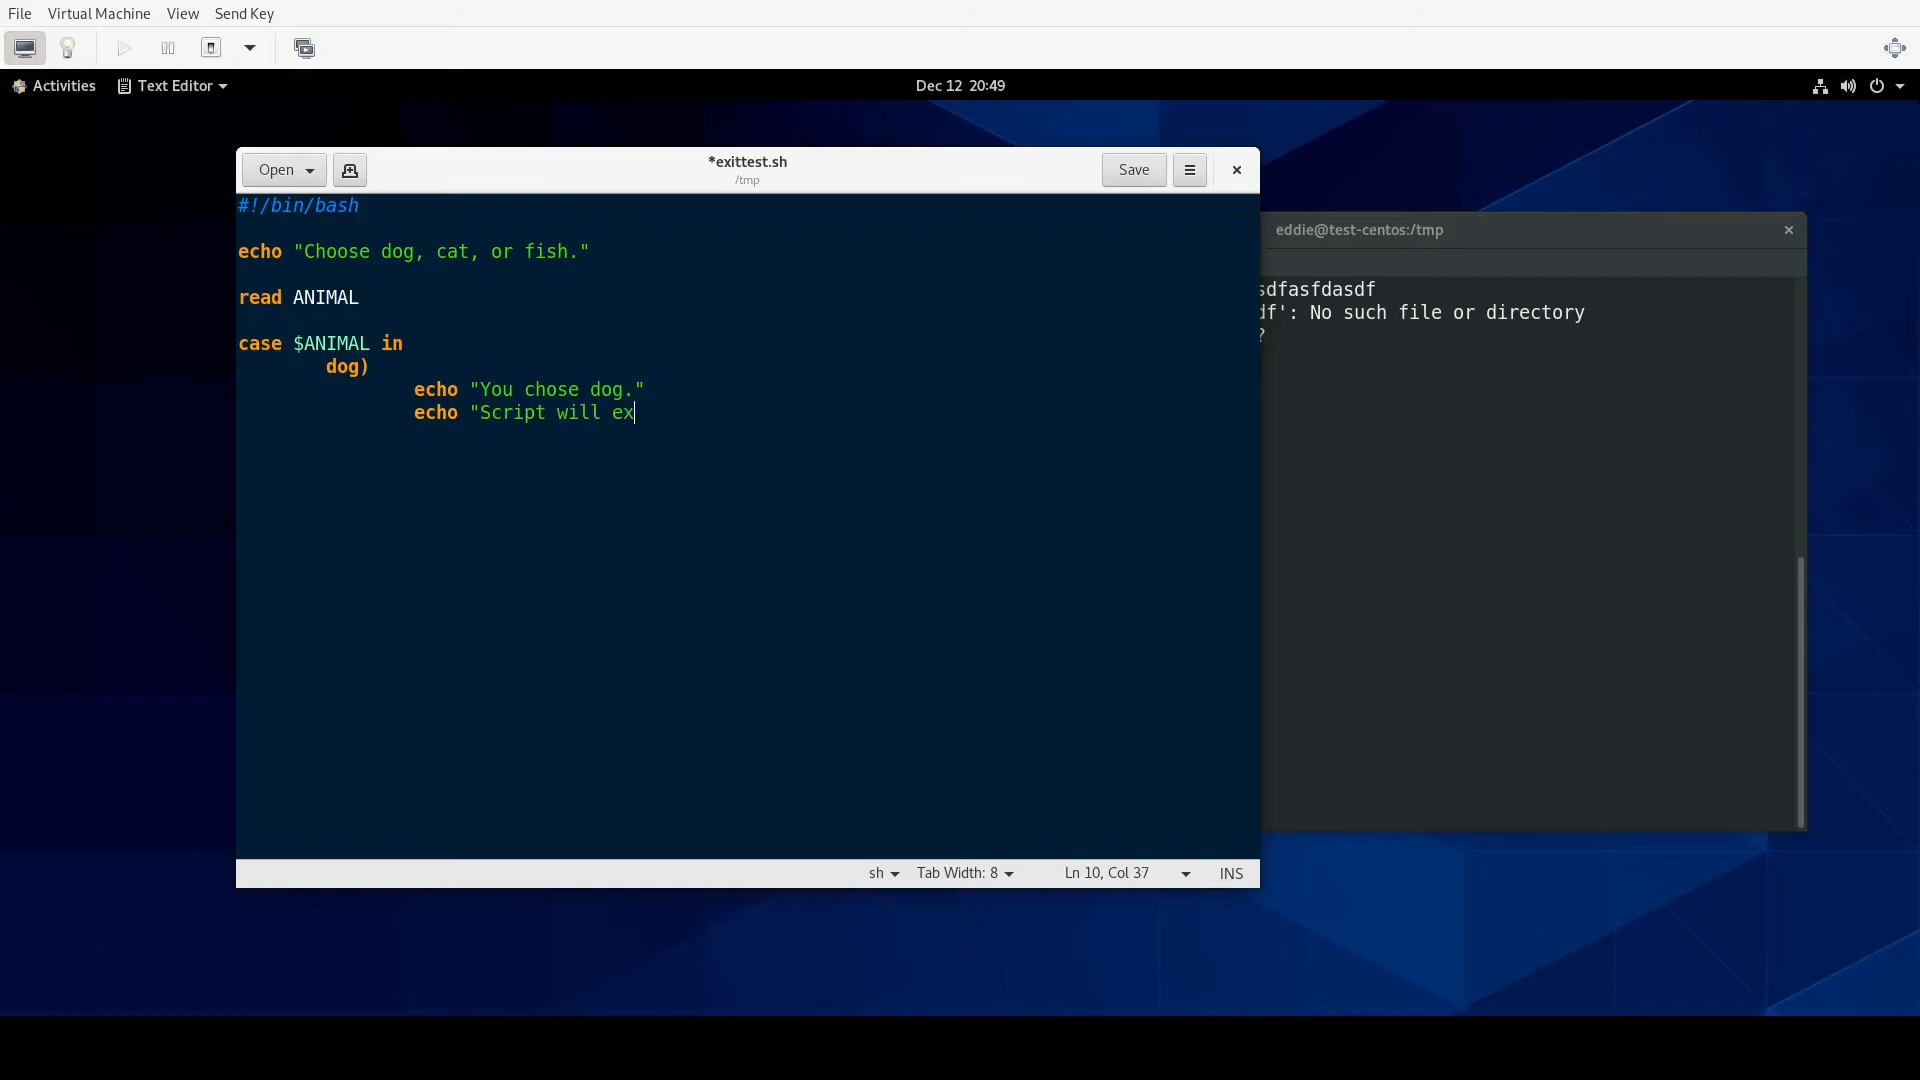 File Virtual Machine View Send Key
Activities Text Editor Dec 12 20:49
Open *exittest.sh Save
/tmp
#!/bin/bash
echo "Choose dog, cat, or fish."
read ANIMAL
case $ANIMAL in
dog)
echo "You chose dog."
echo "Script will ex
sh Tab Width: 8 Ln 10, Col 37 INS
eddie@test-centos:/tmp
sdfasfdasdf
df': No such file or directory
?